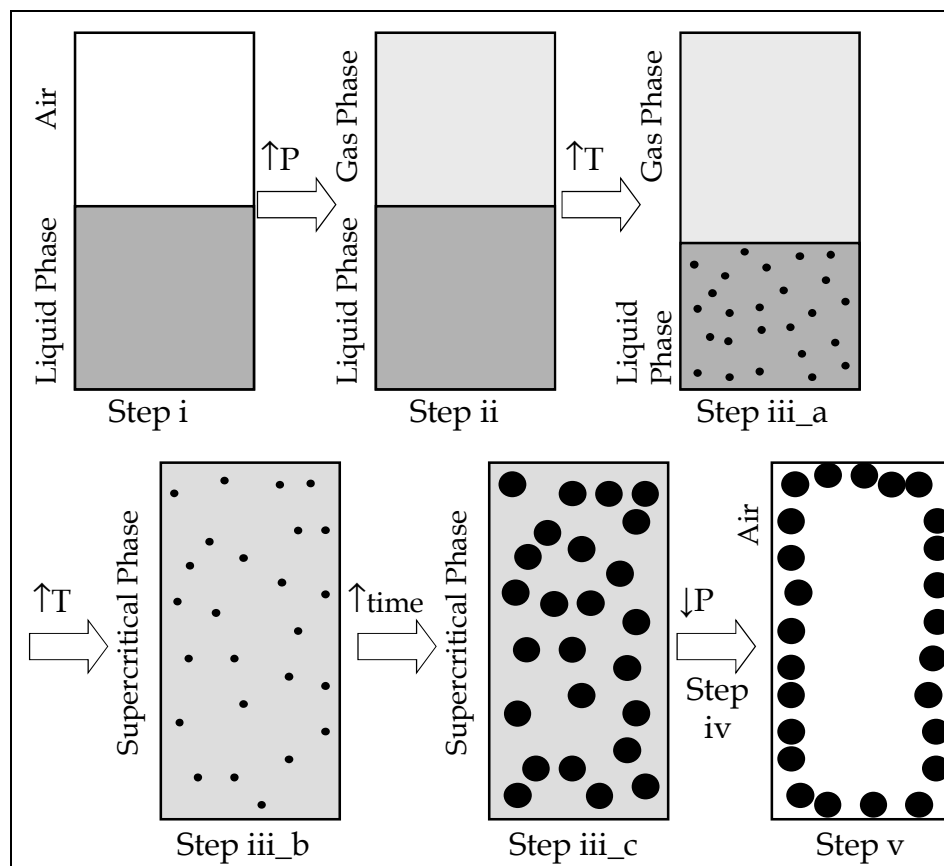 Air
Liquid Phase
Step i
↑P
Gas Phase
Liquid Phase
Step ii
↑T
Gas Phase
Liquid
Phase
Step iii_a
↑T
Supercritical Phase
Step iii_b
↑time
Supercritical Phase
Step iii_c
↓P
Step
iv
Air
Step v